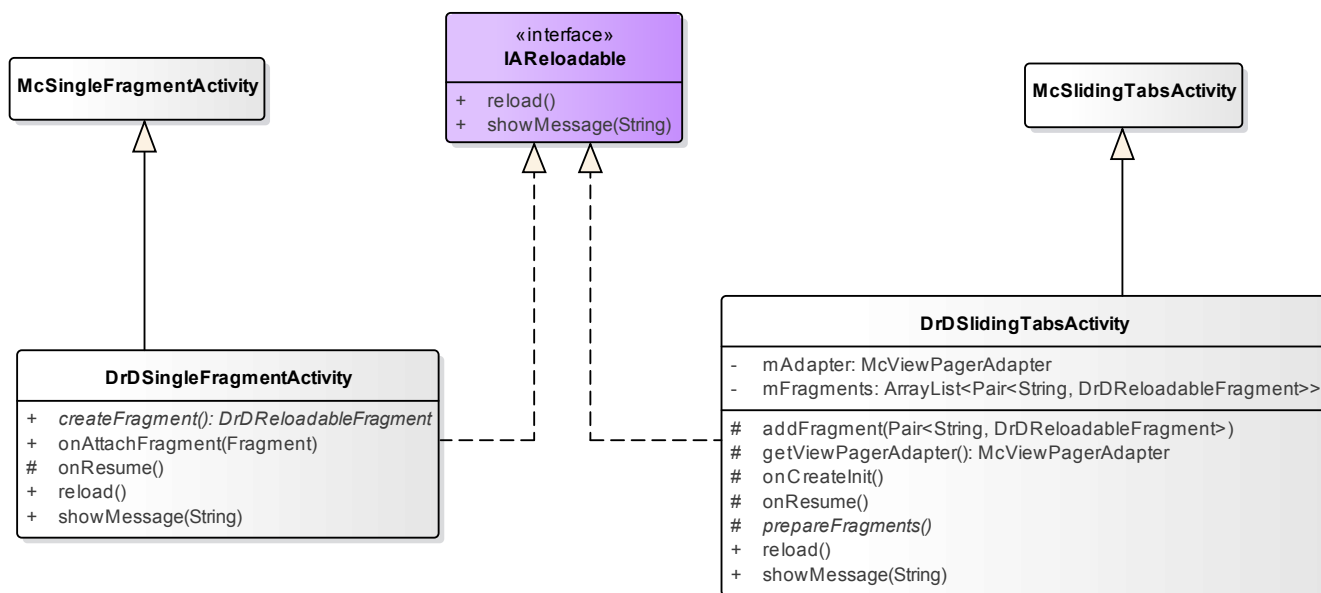 «interface»
IAReloadable
+ reload()
+ showMessage(String)
McSingleFragmentActivity
McSlidingTabsActivity
DrDSingleFragmentActivity
+ createFragment(): DrDReloadableFragment
+ onAttachFragment(Fragment)
# onResume()
+ reload()
+ showMessage(String)
DrDSlidingTabsActivity
- mAdapter: McViewPagerAdapter
- mFragments: ArrayList<Pair<String, DrDReloadableFragment>>
# addFragment(Pair<String, DrDReloadableFragment>)
# getViewPagerAdapter(): McViewPagerAdapter
# onCreateInit()
# onResume()
# prepareFragments()
+ reload()
+ showMessage(String)